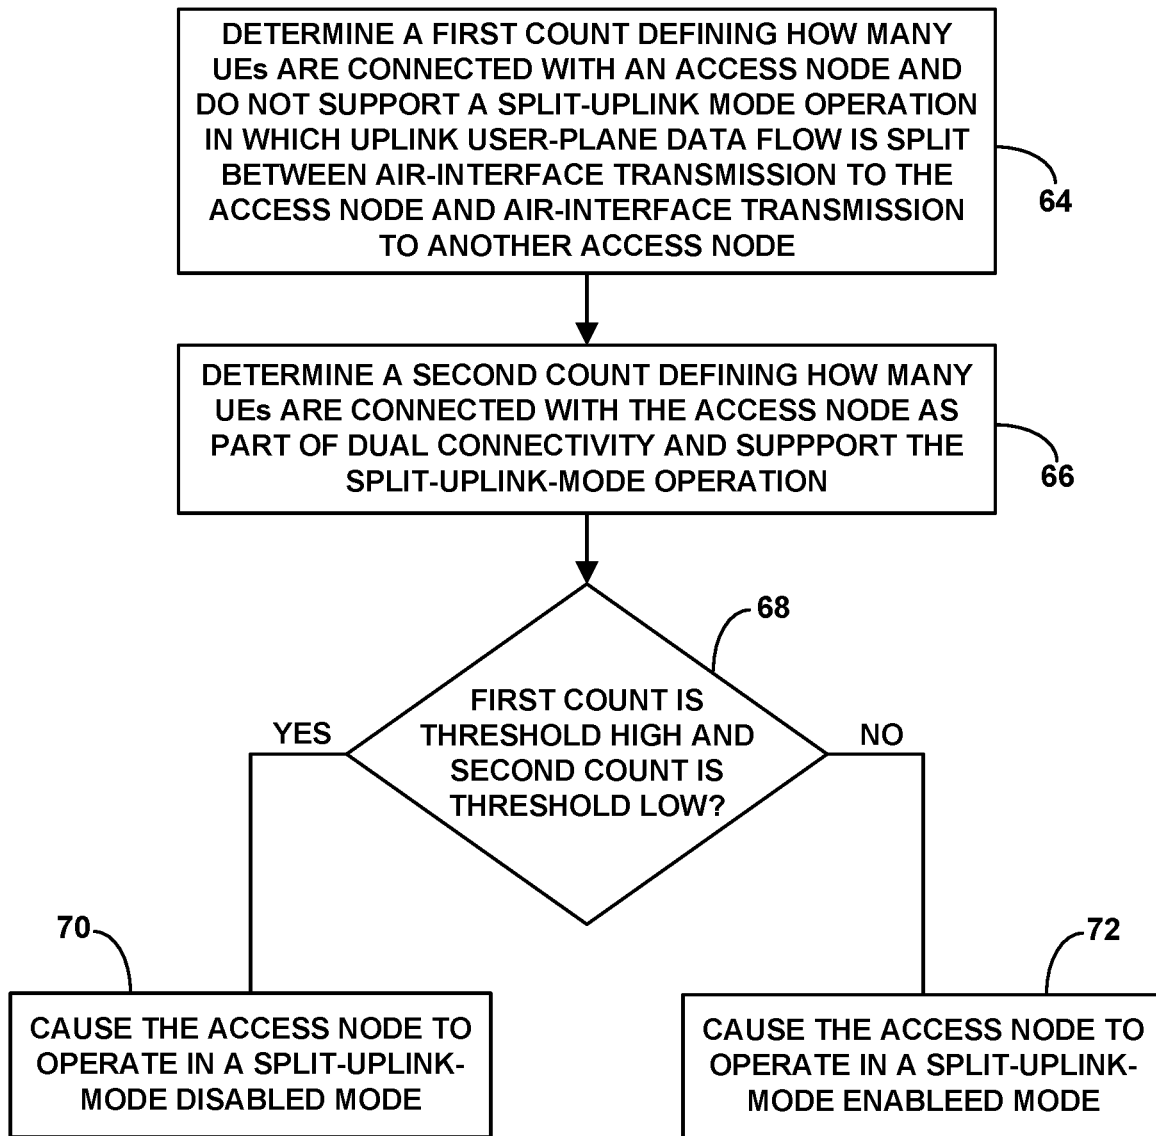 DETERMINE A FIRST COUNT DEFINING HOW MANY
UEs ARE CONNECTED WITH AN ACCESS NODE AND
DO NOT SUPPORT A SPLIT-UPLINK MODE OPERATION
IN WHICH UPLINK USER-PLANE DATA FLOW IS SPLIT
BETWEEN AIR-INTERFACE TRANSMISSION TO THE
ACCESS NODE AND AIR-INTERFACE TRANSMISSION
TO ANOTHER ACCESS NODE
64
DETERMINE A SECOND COUNT DEFINING HOW MANY
UEs ARE CONNECTED WITH THE ACCESS NODE AS
PART OF DUAL CONNECTIVITY AND SUPPPORT THE
SPLIT-UPLINK-MODE OPERATION
66
68
FIRST COUNT IS
THRESHOLD HIGH AND
SECOND COUNT IS
THRESHOLD LOW?
YES
NO
70
CAUSE THE ACCESS NODE TO
OPERATE IN A SPLIT-UPLINK-
MODE DISABLED MODE
72
CAUSE THE ACCESS NODE TO
OPERATE IN A SPLIT-UPLINK-
MODE ENABLEED MODE